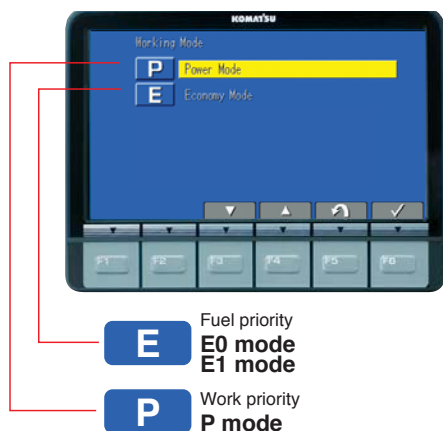 KOMATSU
Working Mode
P Power Mode
E Economy Mode
F1 F2 F3 F4 F5 F6
E
Fuel priority
E0 mode
E1 mode
P
Work priority
P mode